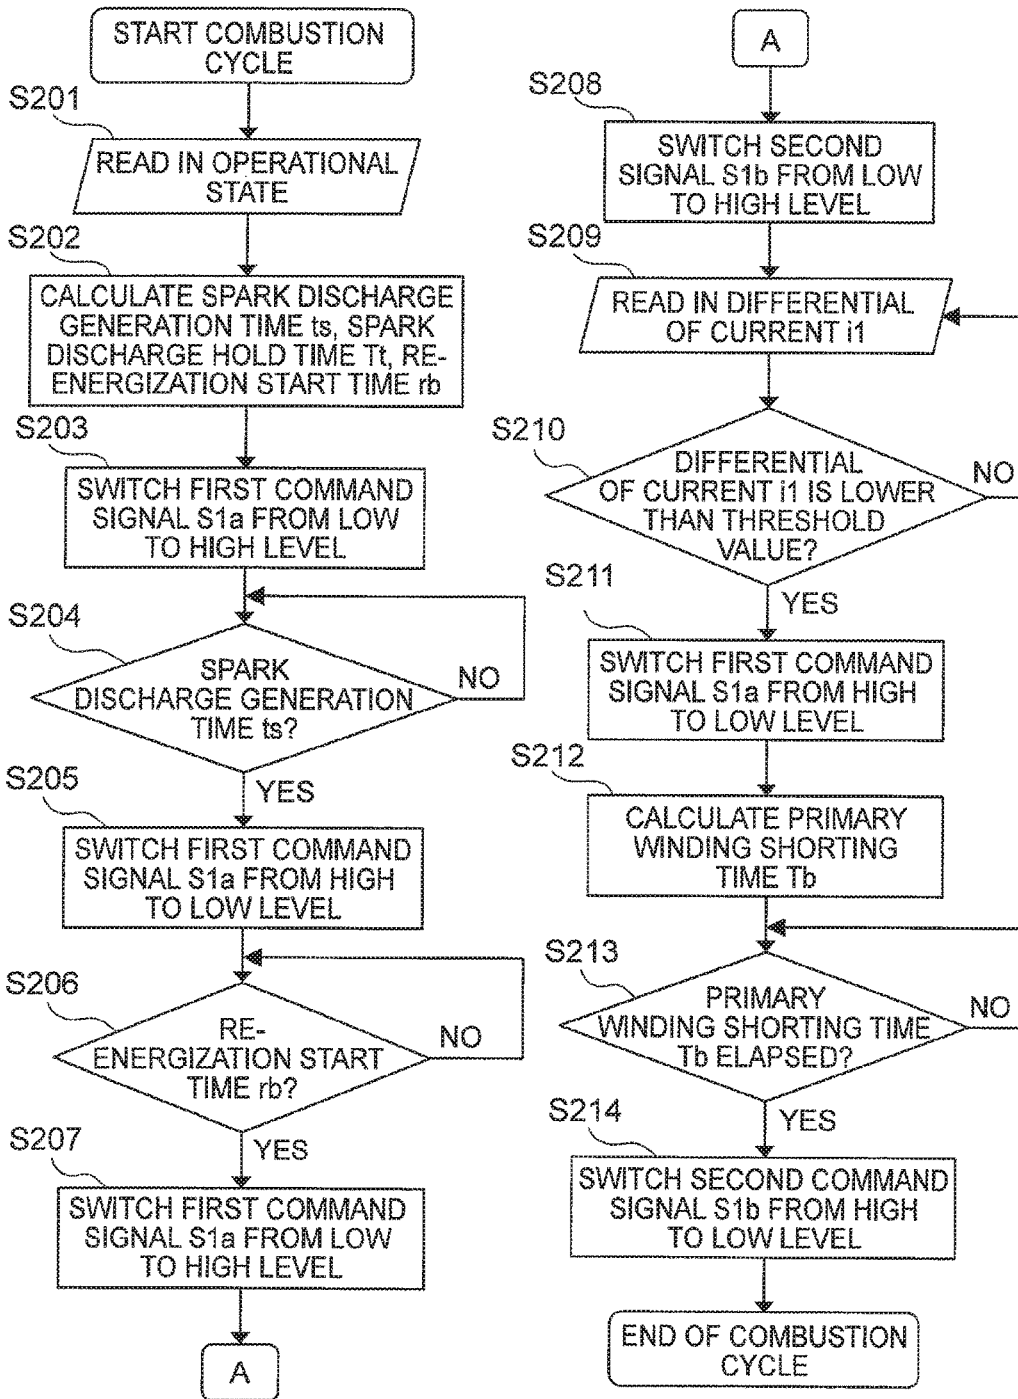 START COMBUSTION
CYCLE
S201
READ IN OPERATIONAL
STATE
S202
CALCULATE SPARK DISCHARGE
GENERATION TIME ts, SPARK
DISCHARGE HOLD TIME Tt, RE-
ENERGIZATION START TIME rb
S203
SWITCH FIRST COMMAND
SIGNAL S1a FROM LOW
TO HIGH LEVEL
S204
SPARK
DISCHARGE GENERATION
TIME ts?
NO
YES
S205
SWITCH FIRST COMMAND
SIGNAL S1a FROM HIGH
TO LOW LEVEL
S206
RE-
ENERGIZATION START
TIME rb?
NO
YES
S207
SWITCH FIRST COMMAND
SIGNAL S1a FROM LOW
TO HIGH LEVEL
A
A
S208
SWITCH SECOND
SIGNAL S1b FROM LOW
TO HIGH LEVEL
S209
READ IN DIFFERENTIAL
OF CURRENT i1
S210
DIFFERENTIAL
OF CURRENT i1 IS LOWER
THAN THRESHOLD
VALUE?
NO
YES
S211
SWITCH FIRST COMMAND
SIGNAL S1a FROM HIGH
TO LOW LEVEL
S212
CALCULATE PRIMARY
WINDING SHORTING
TIME Tb
S213
PRIMARY
WINDING SHORTING TIME
Tb ELAPSED?
NO
YES
S214
SWITCH SECOND COMMAND
SIGNAL S1b FROM HIGH
TO LOW LEVEL
END OF COMBUSTION
CYCLE